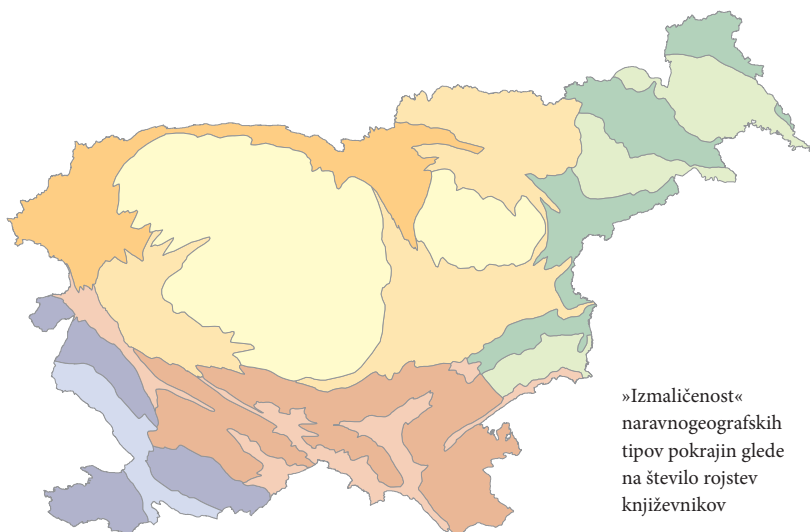 »Izmaličenost«
naravnogeografskih
tipov pokrajin glede
na število rojstev
književnikov